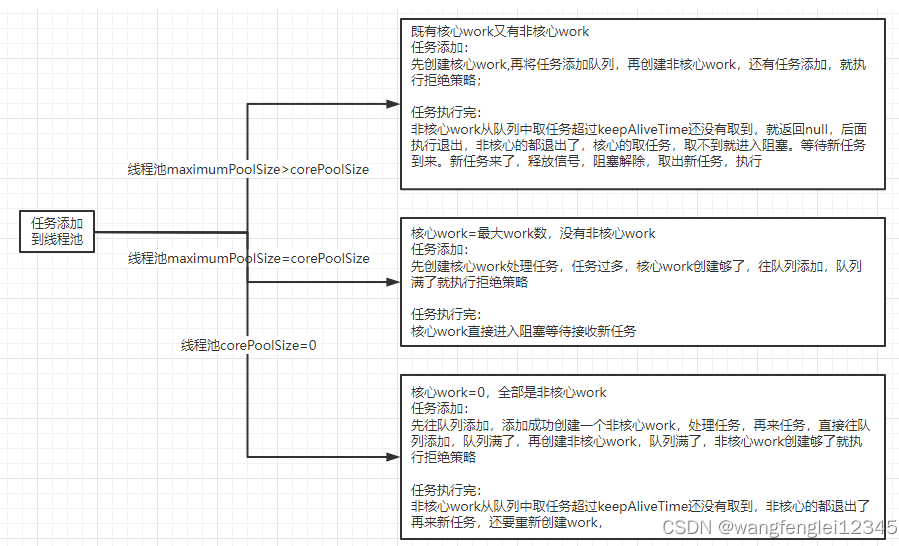 既有核心work又有非核心work
任务添加：
先创建核心work,再将任务添加队列，再创建非核心work，还有任务添加，就执
行拒绝策略；
任务执行完：
非核心work从队列中取任务超过keepAliveTime还没有取到，就返回null，后面
执行退出，非核心的都退出了，核心的取任务，取不到就进入阻塞。等待新任务
到来。新任务来了，释放信号，阻塞解除，取出新任务，执行
线程池maximumPoolSize>corePoolSize
任务添加
到线程池
线程池maximumPoolSize=corePoolSize
核心work=最大work数，没有非核心work
任务添加：
先创建核心work处理任务，任务过多，核心work创建够了，往队列添加，队列
满了就执行拒绝策略
任务执行完：
核心work直接进入阻塞等待接收新任务
线程池corePoolSize=0
核心work=0，全部是非核心work
任务添加：
先往队列添加，添加成功创建一个非核心work，处理任务，再来任务，直接往队
列添加，队列满了，再创建非核心work，队列满了，非核心work创建够了就执
行拒绝策略
任务执行完：
非核心work从队列中取任务超过keepAliveTime还没有取到，非核心的都退出了
再来新任务，还要重新创建work，
CSDN @wangfenglei12345